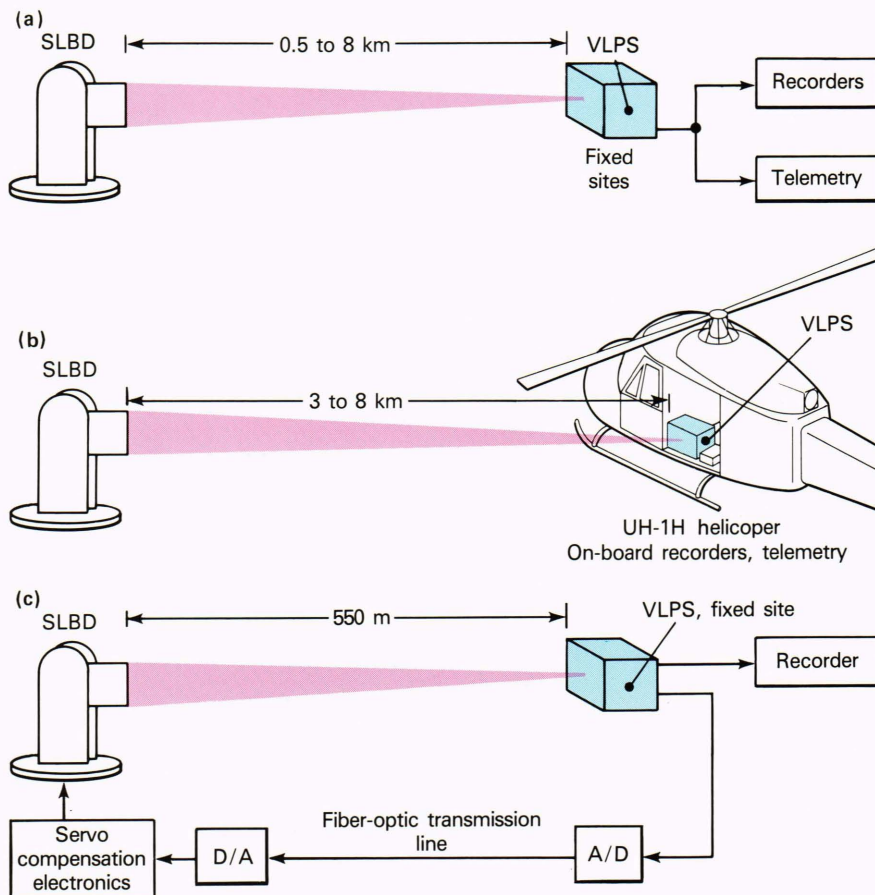 (a)
SLBD
0.5 to 8 km
VLPS
Fixed
sites
Recorders
Telemetry
(b)
SLBD
3 to 8 km
VLPS
UH-1H helicoper
On-board recorders, telemetry
(c)
SLBD
550 m
VLPS, fixed site
Recorder
Servo
compensation
electronics
D/A
Fiber-optic transmission
line
A/D